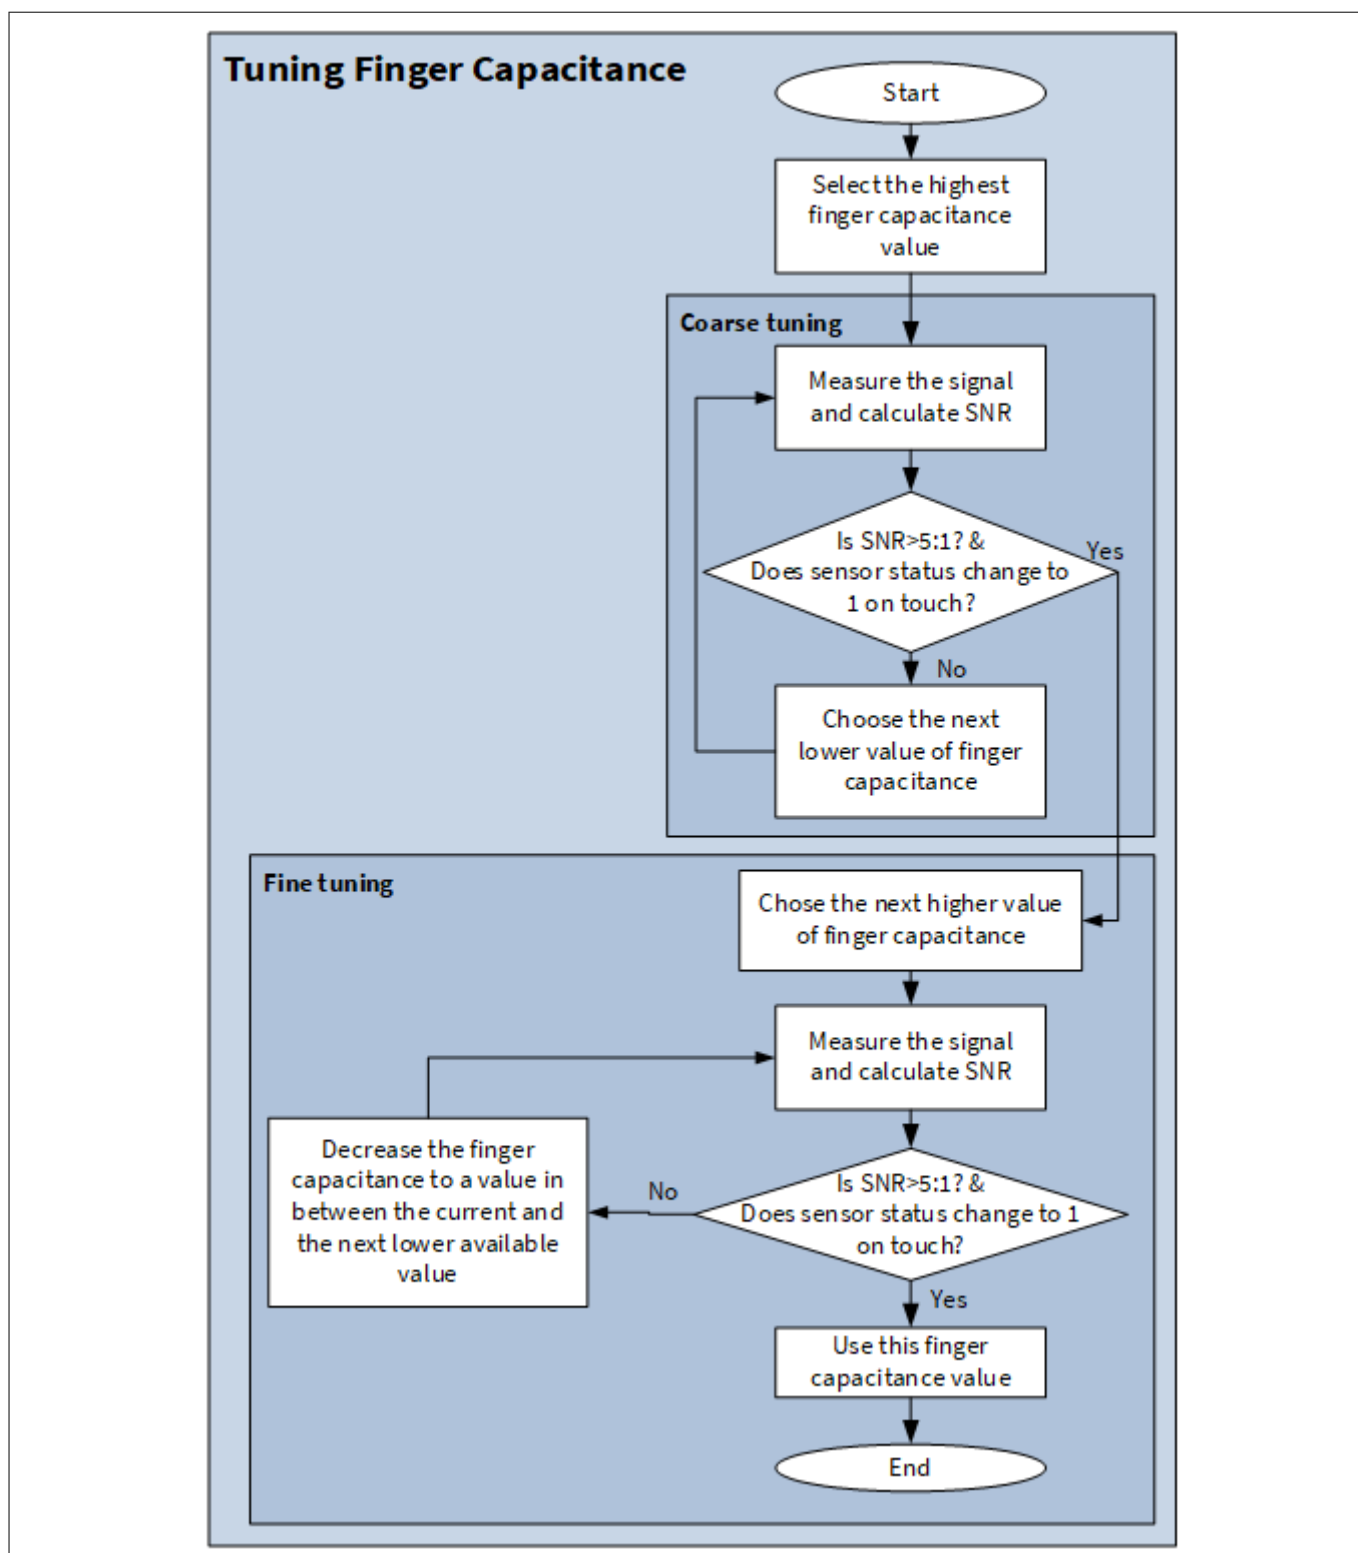 Tuning Finger Capacitance
Start
Select the highest
finger capacitance
value
Coarse tuning
Measure the signal
and calculate SNR
Is SNR>5:1? &
Does sensor status change to
1 on touch?
Yes
No
Choose the next
lower value of finger
capacitance
Fine tuning
Chose the next higher value
of finger capacitance
Measure the signal
and calculate SNR
Decrease the finger
capacitance to a value in
between the current and
the next lower available
value
No
Is SNR>5:1? &
Does sensor status change to 1
on touch?
Yes
Use this finger
capacitance value
End